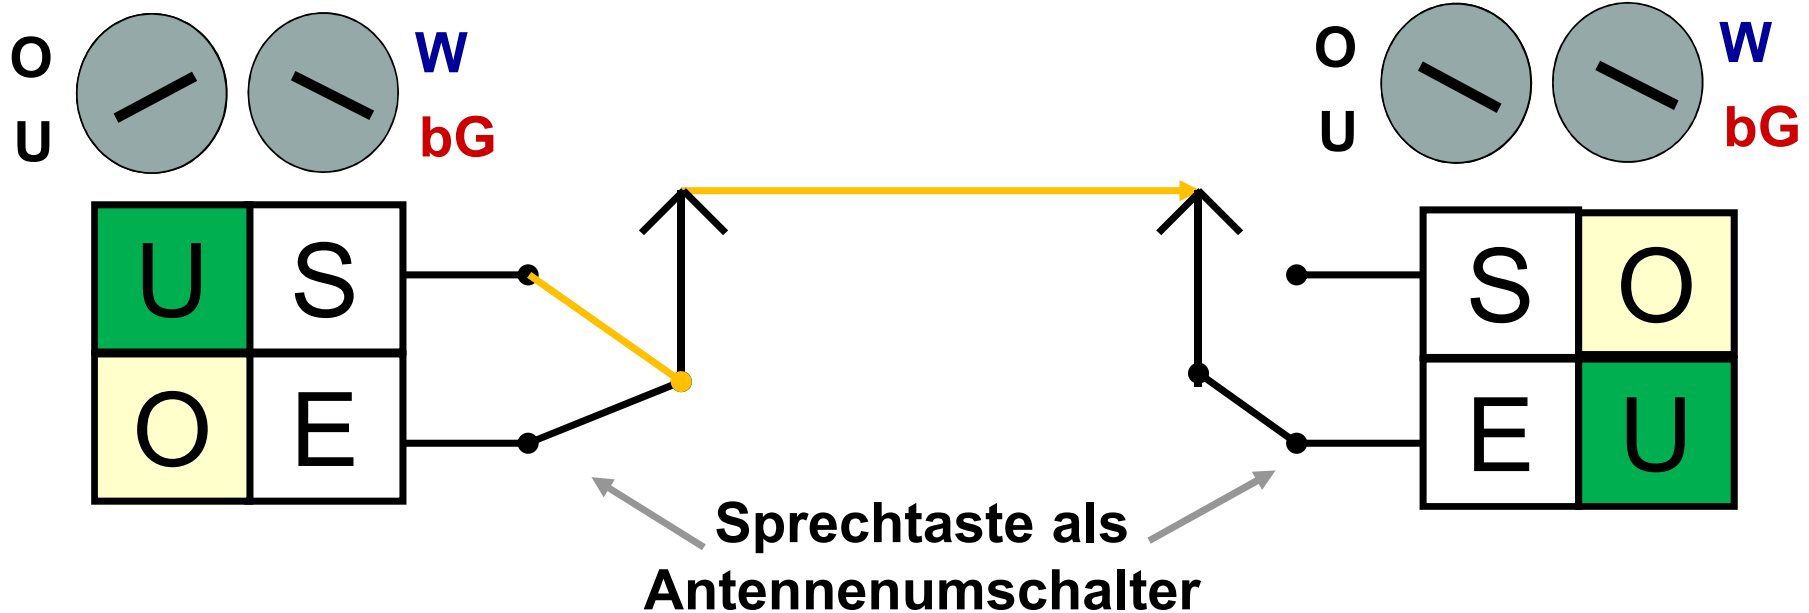 O W
U bG
U S
O E
O W
U bG
S O
E U
Sprechtaste als
Antennenumschalter